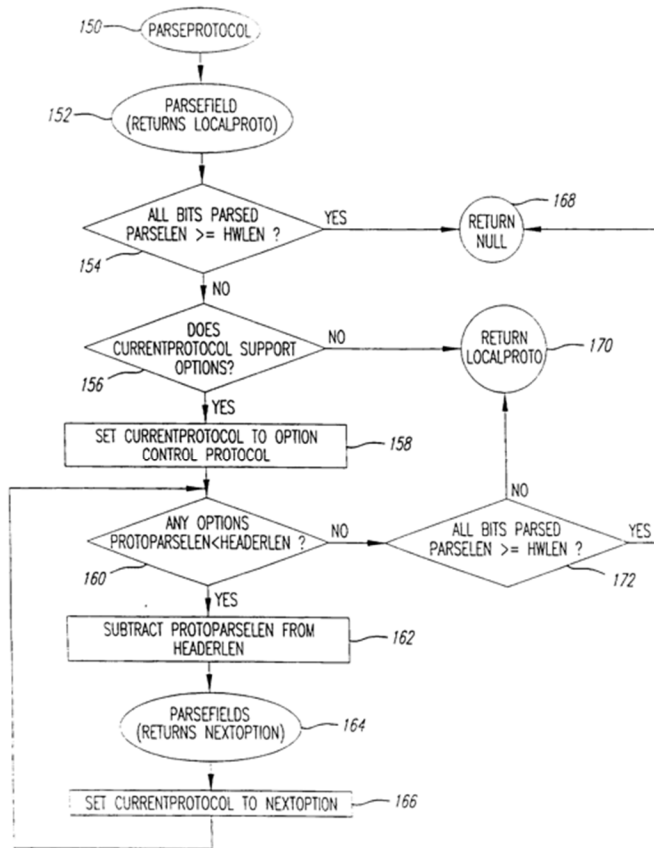 150
PARSEPROTOCOL
152
PARSEFIELD
(RETURNS LOCALPROTO)
ALL BITS PARSED
PARSELEN >= HWLEN ?
154
YES
168
RETURN
NULL
NO
DOES
CURRENTPROTOCOL SUPPORT
OPTIONS?
156
NO
RETURN
LOCALPROTO
170
YES
SET CURRENTPROTOCOL TO OPTION
CONTROL PROTOCOL
158
ANY OPTIONS
PROTOPARSELEN<HEADERLEN ?
160
NO
NO
ALL BITS PARSED
PARSELEN >= HWLEN ?
YES
172
YES
SUBTRACT PROTOPARSELEN FROM
HEADERLEN
162
PARSEFIELDS
(RETURNS NEXTOPTION)
164
SET CURRENTPROTOCOL TO NEXTOPTION
166